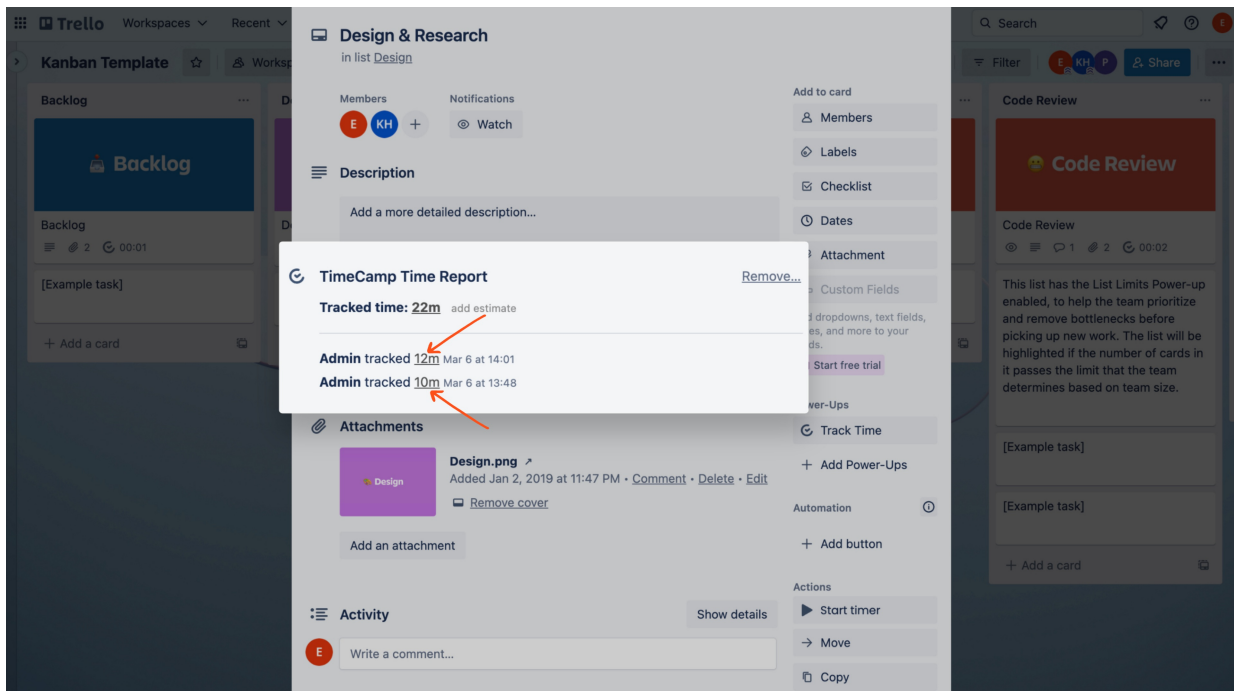 Trello
Workspaces
Recent
Search
E
Kanban Template
Works
Filter
E
KH
P
Share
Backlog
Backlog
Backlog
2
00:01
[Example task]
+ Add a card
D
D
Design & Research
in list Design
Members
E
KH
+
Notifications
Watch
Description
Add a more detailed description...
TimeCamp Time Report
Remove...
Tracked time: 22m add estimate
Admin tracked 12m Mar 6 at 14:01
Admin tracked 10m Mar 6 at 13:48
Attachments
Design
Design.png ↗
Added Jan 2, 2019 at 11:47 PM • Comment • Delete • Edit
Remove cover
Add an attachment
Activity
Show details
E
Write a comment...
Add to card
Members
Labels
Checklist
Dates
Attachment
Custom Fields
dropdowns, text fields,
and more to your
Start free trial
wer-Ups
Track Time
+ Add Power-Ups
Automation
+ Add button
Actions
Start timer
→ Move
Copy
Code Review
Code Review
Code Review
1
2
00:02
This list has the List Limits Power-up
enabled, to help the team prioritize
and remove bottlenecks before
picking up new work. The list will be
highlighted if the number of cards in
it passes the limit that the team
determines based on team size.
[Example task]
[Example task]
+ Add a card